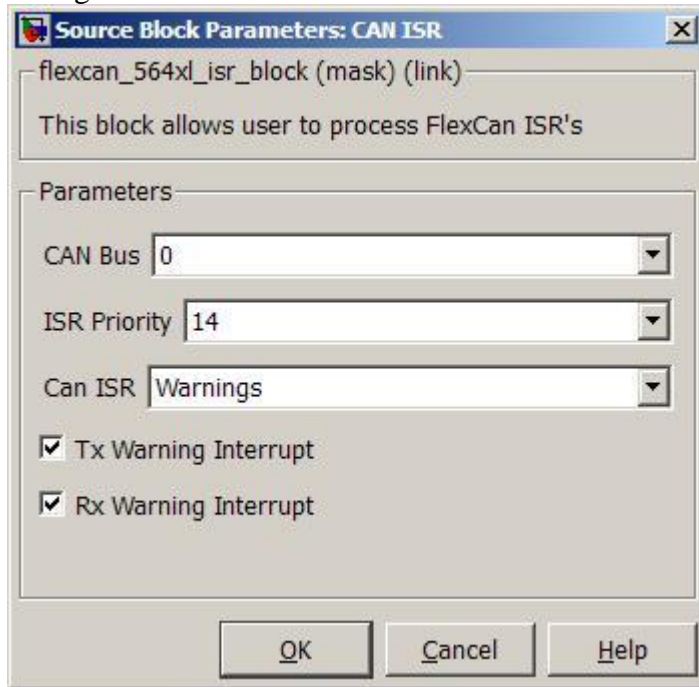 Source Block Parameters: CAN ISR
flexcan_564xl_isr_block (mask) (link)
This block allows user to process FlexCan ISR's
Parameters
CAN Bus 0
ISR Priority 14
Can ISR Warnings
Tx Warning Interrupt
Rx Warning Interrupt
OK Cancel Help